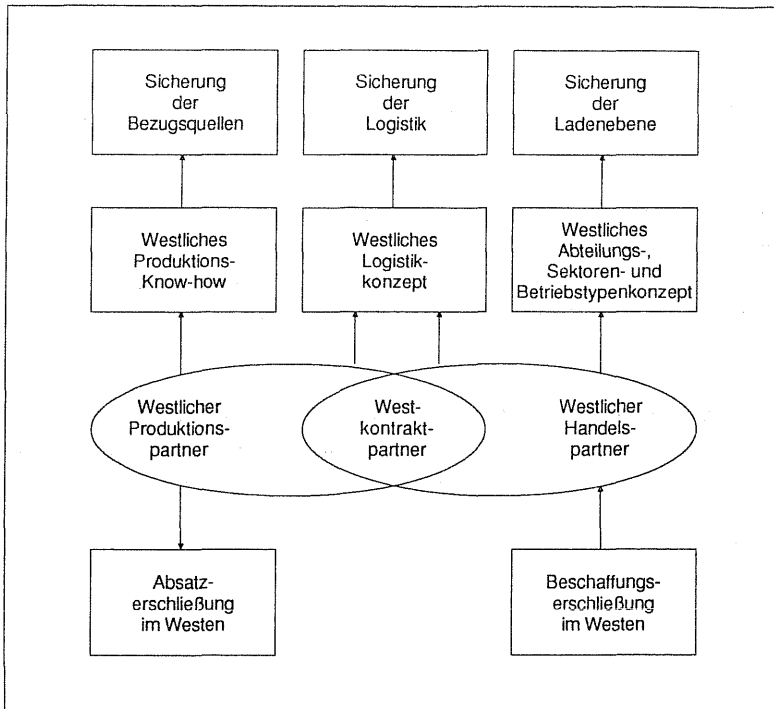 Sicherung
der
Bezugsquellen
Sicherung
der
Logistik
Sicherung
der
Ladenebene
Westliches
Produktions-
Know-how
Westliches
Logistik-
konzept
Westliches
Abteilungs-,
Sektoren- und
Betriebstypenkonzept
Westlicher
Produktions-
partner
West-
kontrakt-
partner
Westlicher
Handels-
partner
Absatz-
erschließung
im Westen
Beschaffungs-
erschließung
im Westen